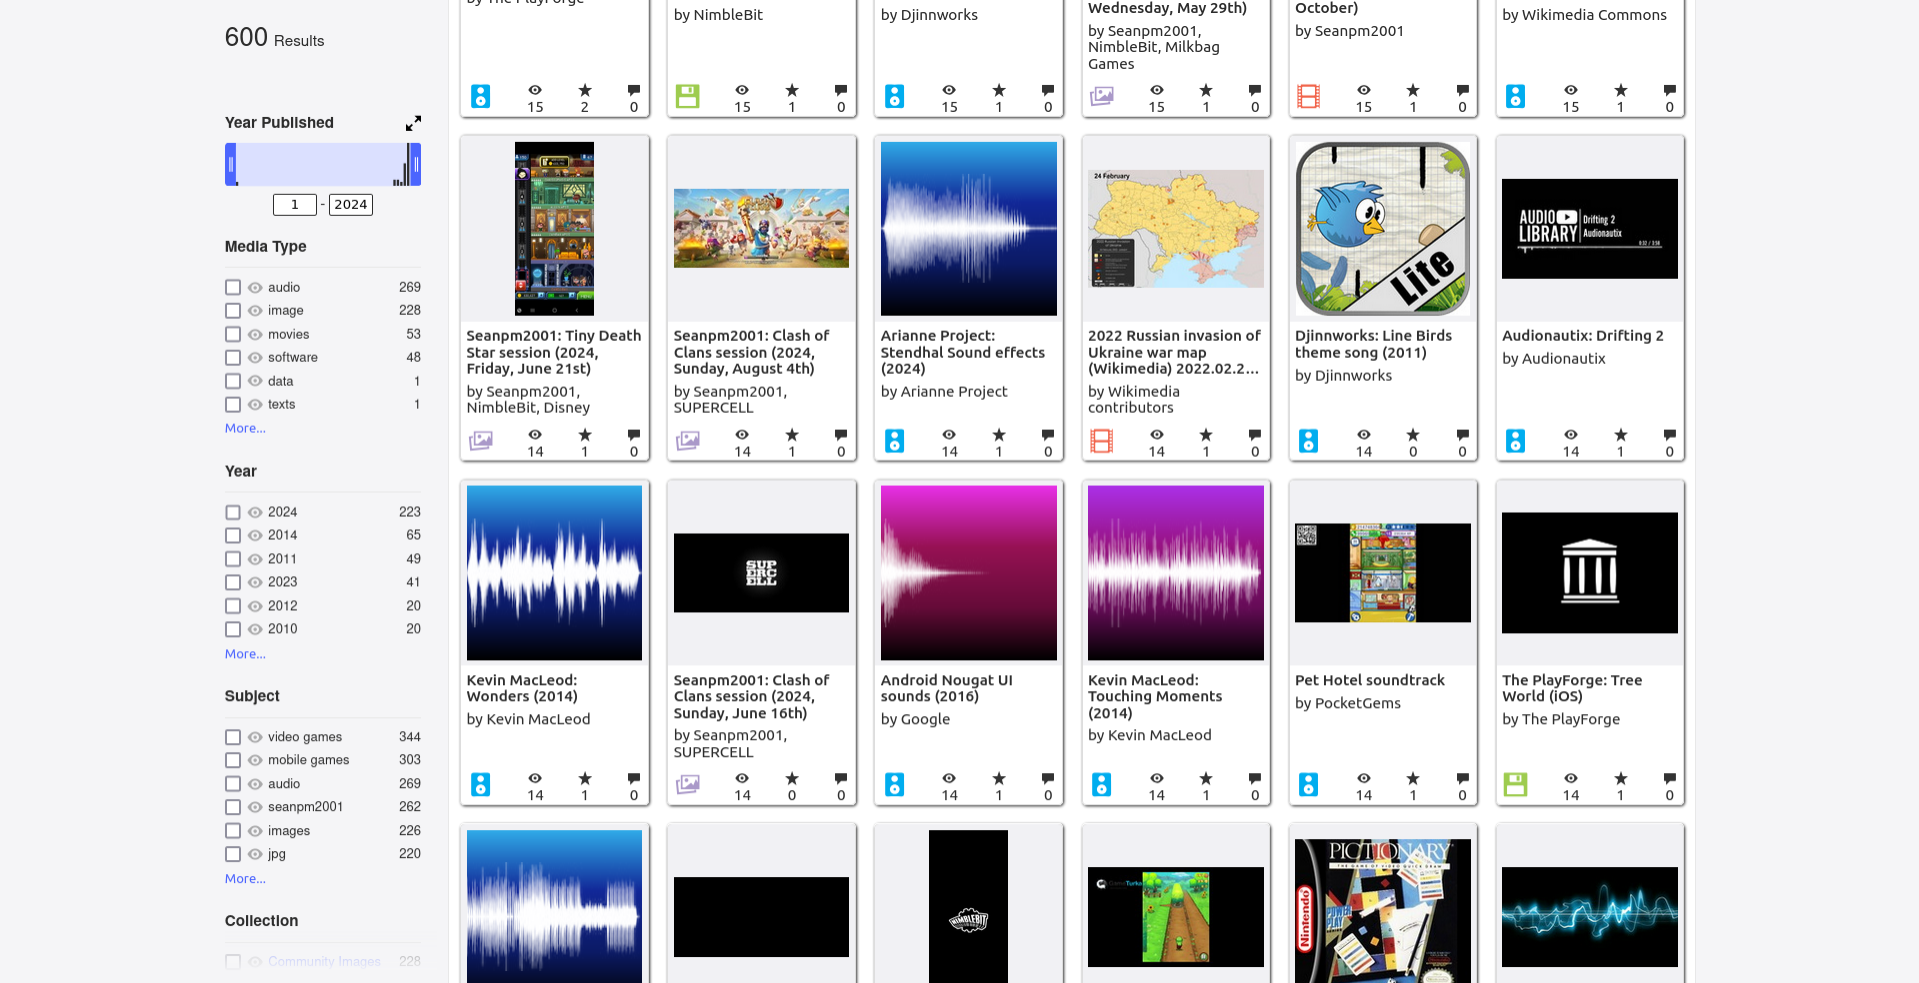 600 Results
Year Published
1 - 2024
Media Type
audio 269
image 228
movies 53
software 48
data 1
texts 1
More...
Year
2024 223
2014 65
2011 49
2023 41
2012 20
2010 20
More...
Subject
video games 344
mobile games 303
audio 269
seanpm2001 262
images 226
jpg 220
More...
Collection
Community Images 228
by The PlayForge
15 2 0
by NimbleBit
15 1 0
by Djinnworks
15 1 0
Wednesday, May 29th)
by Seanpm2001,
NimbleBit, Milkbag
Games
15 1 0
October)
by Seanpm2001
15 1 0
by Wikimedia Commons
15 1 0
Seanpm2001: Tiny Death
Star session (2024,
Friday, June 21st)
by Seanpm2001,
NimbleBit, Disney
14 1 0
Seanpm2001: Clash of
Clans session (2024,
Sunday, August 4th)
by Seanpm2001,
SUPERCELL
14 1 0
Arianne Project:
Stendhal Sound effects
(2024)
by Arianne Project
14 1 0
24 February
2022 Russian invasion of
Ukraine war map
(Wikimedia) 2022.02.2...
by Wikimedia
contributors
14 1 0
Lite
Djinnworks: Line Birds
theme song (2011)
by Djinnworks
14 0 0
AUDIO
LIBRARY
Drifting 2
Audionautix
0:32 / 3:58
Audionautix: Drifting 2
by Audionautix
14 1 0
Kevin MacLeod:
Wonders (2014)
by Kevin MacLeod
14 1 0
SUP
ERC
ELL
Seanpm2001: Clash of
Clans session (2024,
Sunday, June 16th)
by Seanpm2001,
SUPERCELL
14 0 0
Android Nougat UI
sounds (2016)
by Google
14 1 0
Kevin MacLeod:
Touching Moments
(2014)
by Kevin MacLeod
14 1 0
Pet Hotel soundtrack
by PocketGems
14 1 0
The PlayForge: Tree
World (iOS)
by The PlayForge
14 1 0
NIMBLEBIT
PICTIONARY
THE GAME OF VIDEO QUICK DRAW
Nintendo
POWER
PLAY